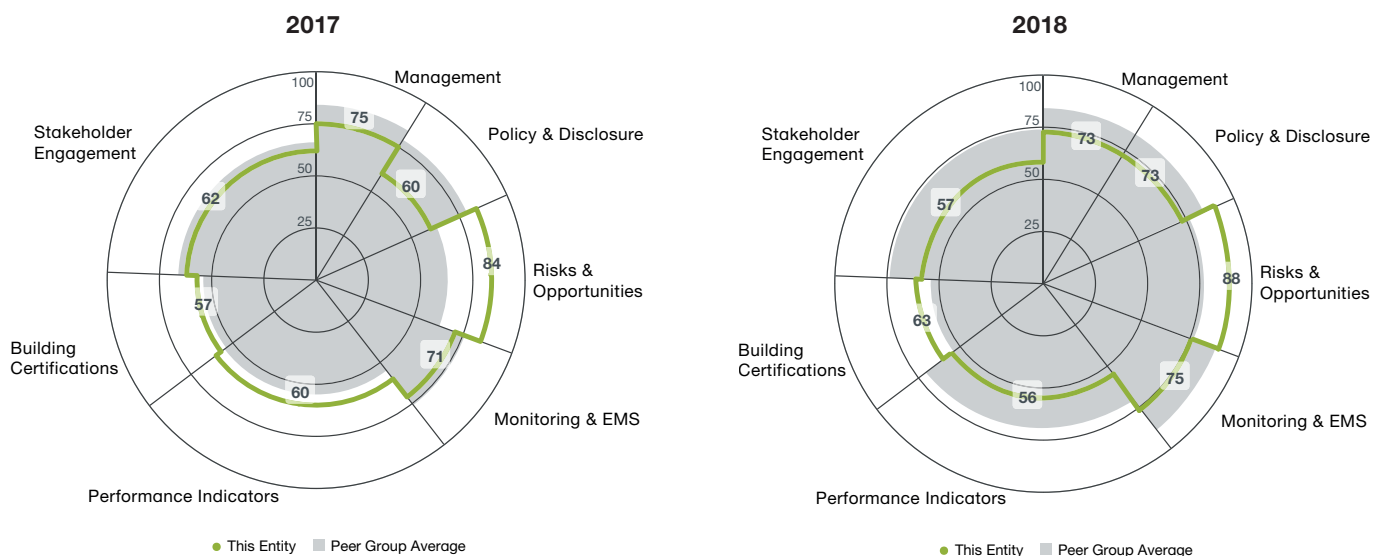 2017
100
75
50
25
Management
Policy & Disclosure
Risks &
Opportunities
Monitoring & EMS
Performance Indicators
Building
Certifications
Stakeholder
Engagement
75
60
84
71
60
57
62
This Entity
Peer Group Average
2018
100
75
50
25
Management
Policy & Disclosure
Risks &
Opportunities
Monitoring & EMS
Performance Indicators
Building
Certifications
Stakeholder
Engagement
73
73
88
75
56
63
57
This Entity
Peer Group Average